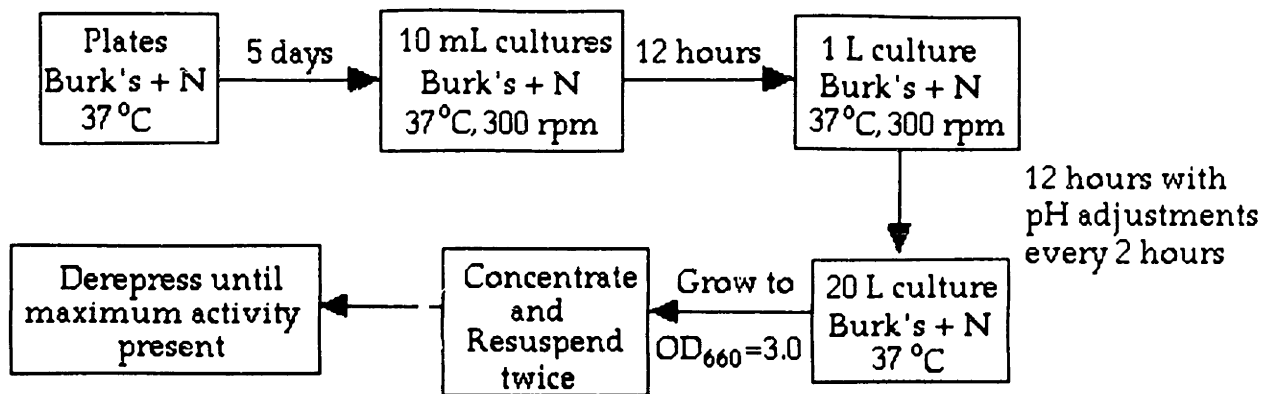 Plates
Burk's + N
37 °C
5 days
10 mL cultures
Burk's + N
37°C, 300 rpm
12 hours
1 L culture
Burk's + N
37°C, 300 rpm
12 hours with
pH adjustments
every 2 hours
20 L culture
Burk's + N
37 °C
Grow to
OD₆₆₀=3.0
Concentrate
and
Resuspend
twice
Derepress until
maximum activity
present